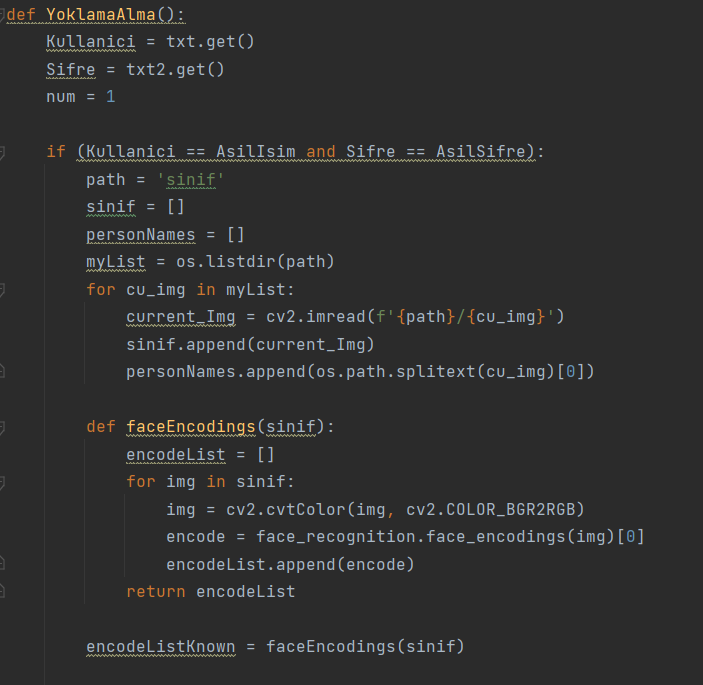 def YoklamaAlma():
    Kullanici = txt.get()
    Sifre = txt2.get()
    num = 1

    if (Kullanici == AsilIsim and Sifre == AsilSifre):
        path = 'sinif'
        sinif = []
        personNames = []
        myList = os.listdir(path)
        for cu_img in myList:
            current_Img = cv2.imread(f'{path}/{cu_img}')
            sinif.append(current_Img)
            personNames.append(os.path.splitext(cu_img)[0])

        def faceEncodings(sinif):
            encodeList = []
            for img in sinif:
                img = cv2.cvtColor(img, cv2.COLOR_BGR2RGB)
                encode = face_recognition.face_encodings(img)[0]
                encodeList.append(encode)
            return encodeList

        encodeListKnown = faceEncodings(sinif)